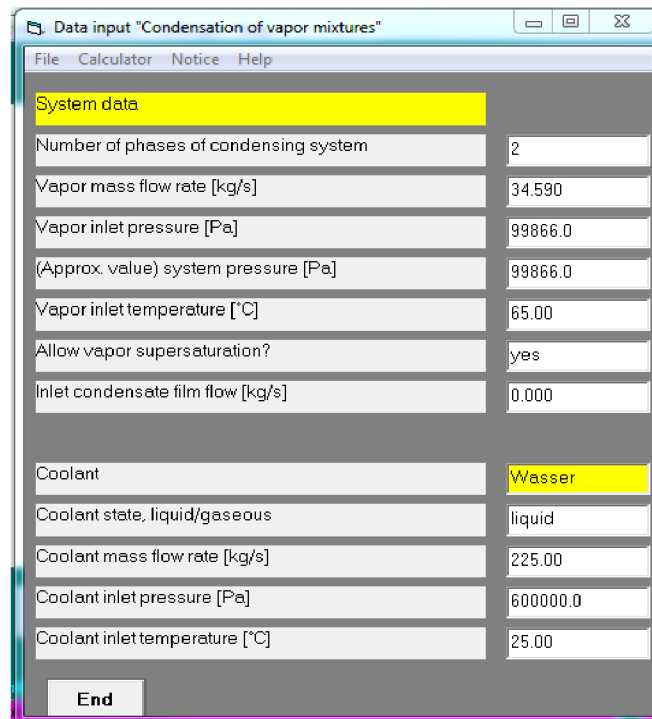 Data input "Condensation of vapor mixtures"
File Calculator Notice Help
System data
Number of phases of condensing system 2
Vapor mass flow rate [kg/s] 34.590
Vapor inlet pressure [Pa] 99866.0
(Approx. value) system pressure [Pa] 99866.0
Vapor inlet temperature [°C] 65.00
Allow vapor supersaturation? yes
Inlet condensate film flow [kg/s] 0.000
Coolant Wasser
Coolant state, liquid/gaseous liquid
Coolant mass flow rate [kg/s] 225.00
Coolant inlet pressure [Pa] 600000.0
Coolant inlet temperature [°C] 25.00
End